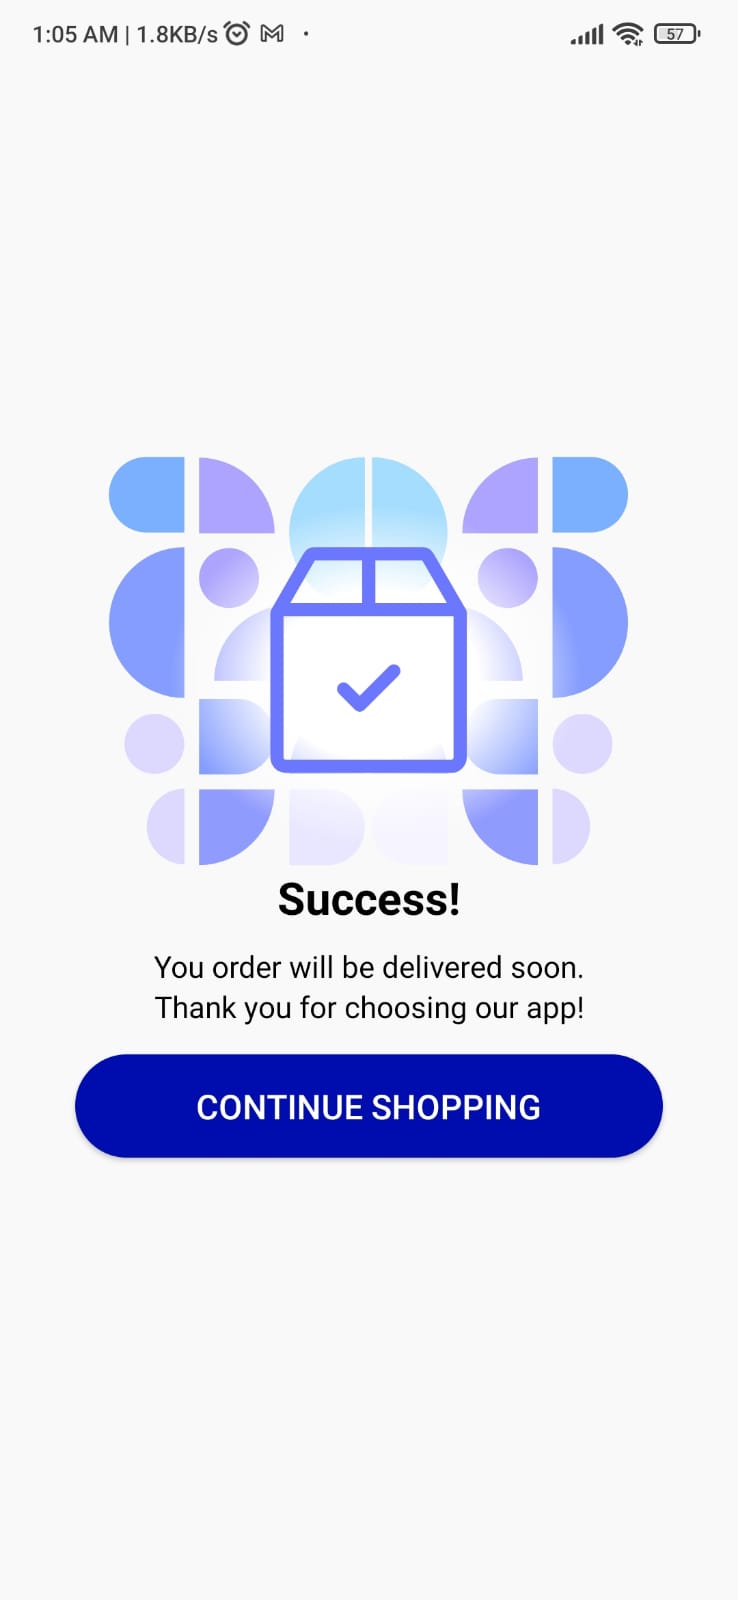 1:05 AM | 1.8KB/s
57
Success!
You order will be delivered soon.
Thank you for choosing our app!
CONTINUE SHOPPING